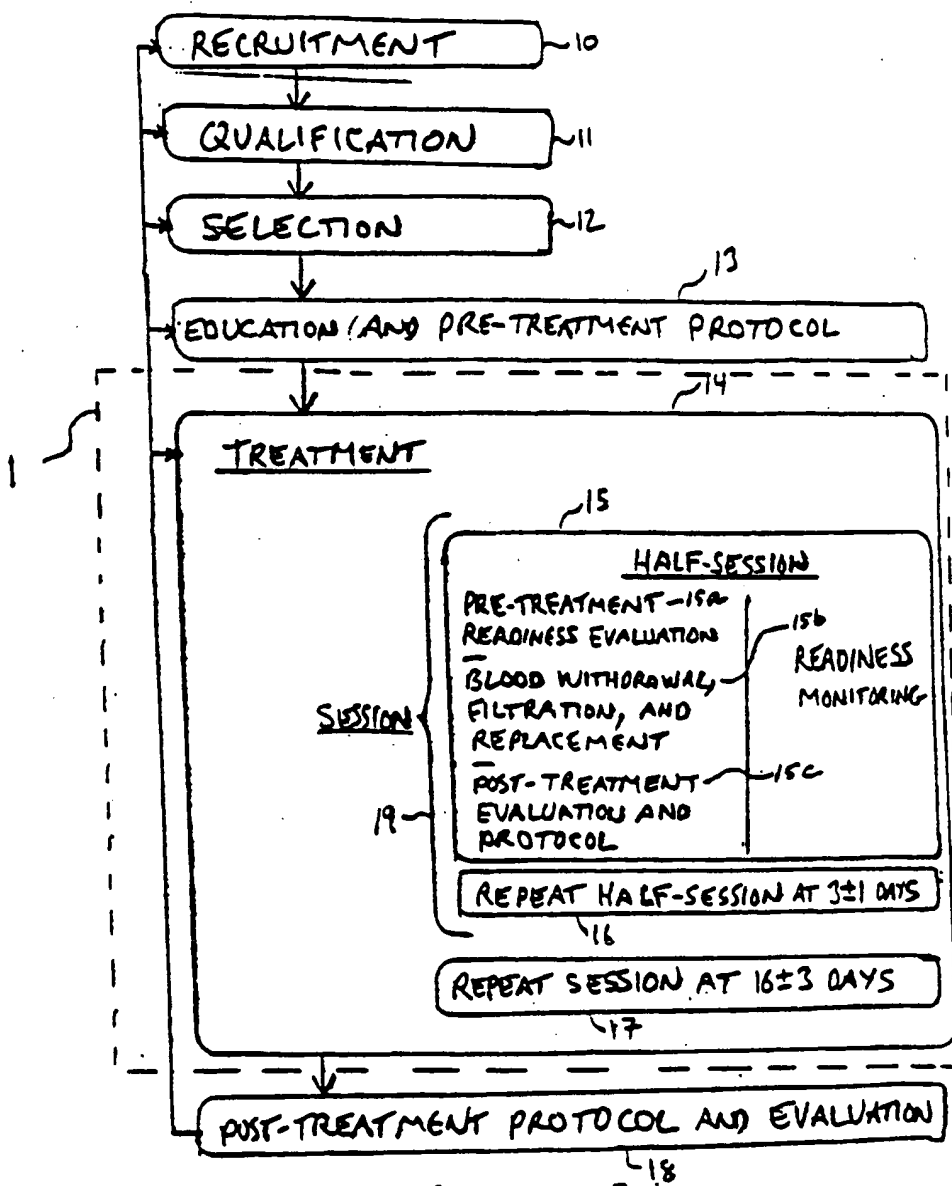 RECRUITMENT
10
QUALIFICATION
11
SELECTION
12
13
EDUCATION/AND PRE-TREATMENT PROTOCOL
14
1
TREATMENT
15
HALF-SESSION
PRE-TREATMENT 15a
READINESS EVALUATION
15b
BLOOD WITHDRAWAL,
FILTRATION, AND
REPLACEMENT
READINESS
MONITORING
SESSION
POST-TREATMENT 15c
EVALUATION AND
PROTOCOL
19
REPEAT HALF-SESSION AT 3±1 DAYS
16
REPEAT SESSION AT 16±3 DAYS
17
POST-TREATMENT PROTOCOL AND EVALUATION
18